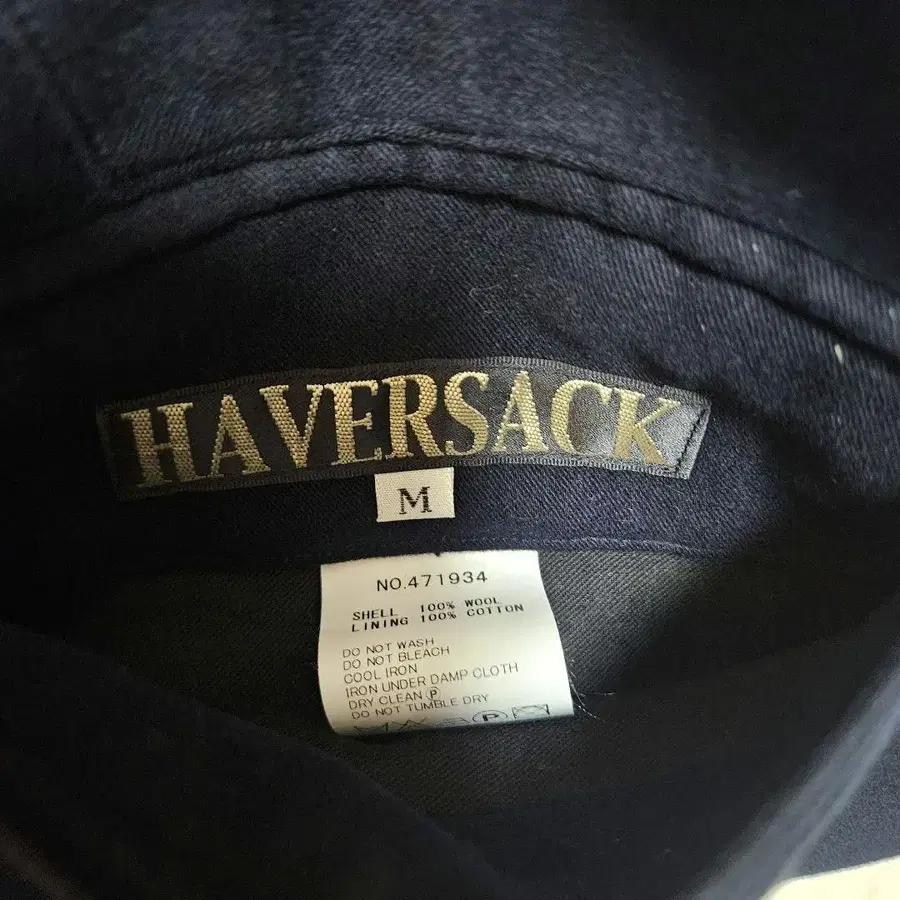 HAVERSACK
M
NO.471934
SHELL 100% WOOL
LINING 100% COTTON
DO NOT WASH
DO NOT BLEACH
COOL IRON
IRON UNDER DAMP CLOTH
DRY CLEAN Ⓟ
DO NOT TUMBLE DRY
Ⓟ